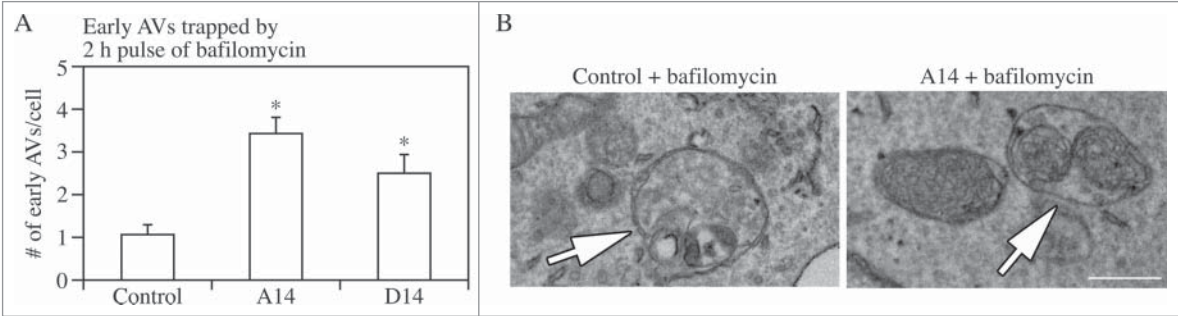 A
Early AVs trapped by
2 h pulse of bafilomycin
# of early AVs/cell
5
4
3
2
1
0
*
*
Control A14 D14
B
Control + bafilomycin
A14 + bafilomycin